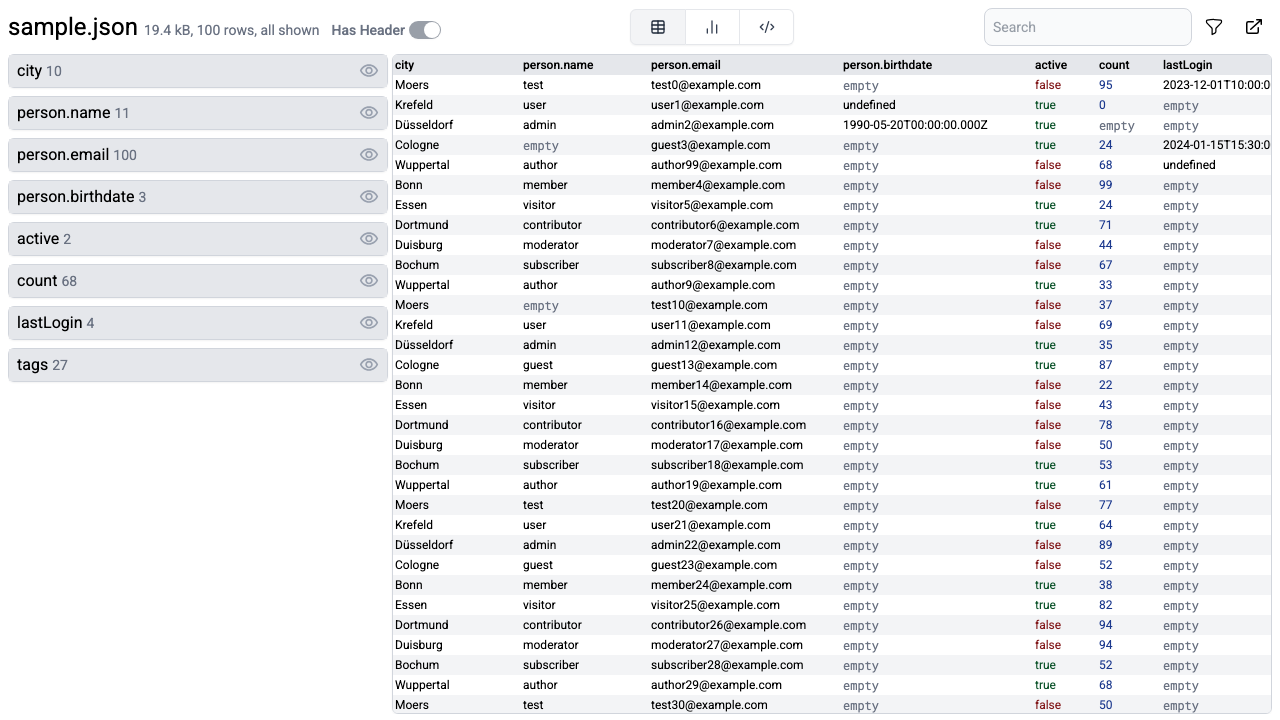 sample.json 19.4 kB, 100 rows, all shown Has Header Search
city 10
person.name 11
person.email 100
person.birthdate 3
active 2
count 68
lastLogin 4
tags 27
city person.name person.email person.birthdate active count lastLogin
Moers test test0@example.com empty false 95 2023-12-01T10:00:0
Krefeld user user1@example.com undefined true 0 empty
Düsseldorf admin admin2@example.com 1990-05-20T00:00:00.000Z true empty empty
Cologne empty guest3@example.com empty true 24 2024-01-15T15:30:0
Wuppertal author author99@example.com empty false 68 undefined
Bonn member member4@example.com empty false 99 empty
Essen visitor visitor5@example.com empty true 24 empty
Dortmund contributor contributor6@example.com empty true 71 empty
Duisburg moderator moderator7@example.com empty false 44 empty
Bochum subscriber subscriber8@example.com empty false 67 empty
Wuppertal author author9@example.com empty true 33 empty
Moers empty test10@example.com empty false 37 empty
Krefeld user user11@example.com empty false 69 empty
Düsseldorf admin admin12@example.com empty true 35 empty
Cologne guest guest13@example.com empty true 87 empty
Bonn member member14@example.com empty false 22 empty
Essen visitor visitor15@example.com empty false 43 empty
Dortmund contributor contributor16@example.com empty false 78 empty
Duisburg moderator moderator17@example.com empty false 50 empty
Bochum subscriber subscriber18@example.com empty true 53 empty
Wuppertal author author19@example.com empty true 61 empty
Moers test test20@example.com empty false 77 empty
Krefeld user user21@example.com empty true 64 empty
Düsseldorf admin admin22@example.com empty false 89 empty
Cologne guest guest23@example.com empty false 52 empty
Bonn member member24@example.com empty true 38 empty
Essen visitor visitor25@example.com empty true 82 empty
Dortmund contributor contributor26@example.com empty false 94 empty
Duisburg moderator moderator27@example.com empty false 94 empty
Bochum subscriber subscriber28@example.com empty true 52 empty
Wuppertal author author29@example.com empty true 68 empty
Moers test test30@example.com empty false 50 empty